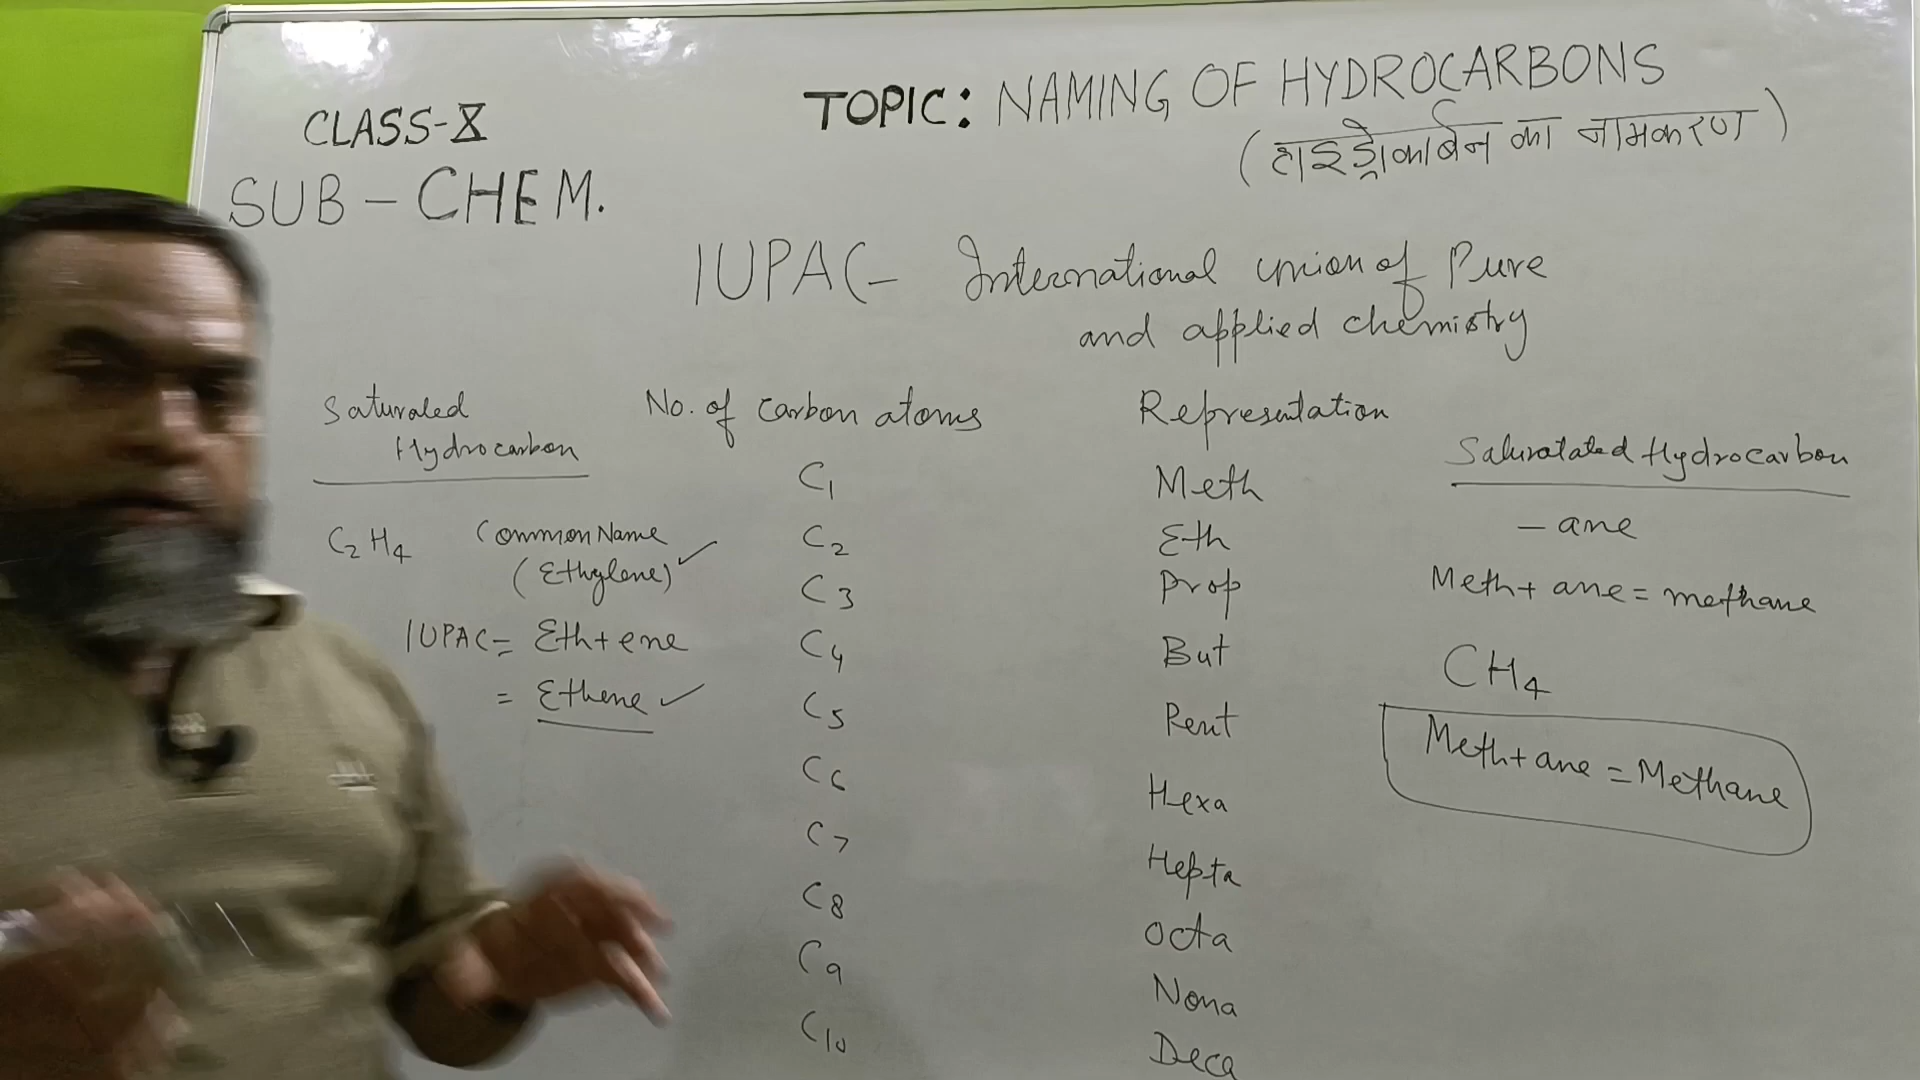 CLASS-X
SUB-CHEM.
TOPIC: NAMING OF HYDROCARBONS
(हाइड्रोकार्बन का नामकरण)
IUPAC- International union of Pure
and applied chemistry
Saturaled
Hydrocarbon
C₂H₄ Common Name
(Ethylene) ✓
IUPAC = Eth+ene
= Ethene ✓
No. of Carbon atoms
C₁
C₂
C₃
C₄
C₅
C₆
C₇
C₈
C₉
C₁₀
Representation
Meth
Eth
Prop
But
Pent
Hexa
Hepta
Octa
Nona
Deca
Saturatated Hydrocarbon
- ane
Meth+ ane = methane
CH₄
Meth+ ane = Methane